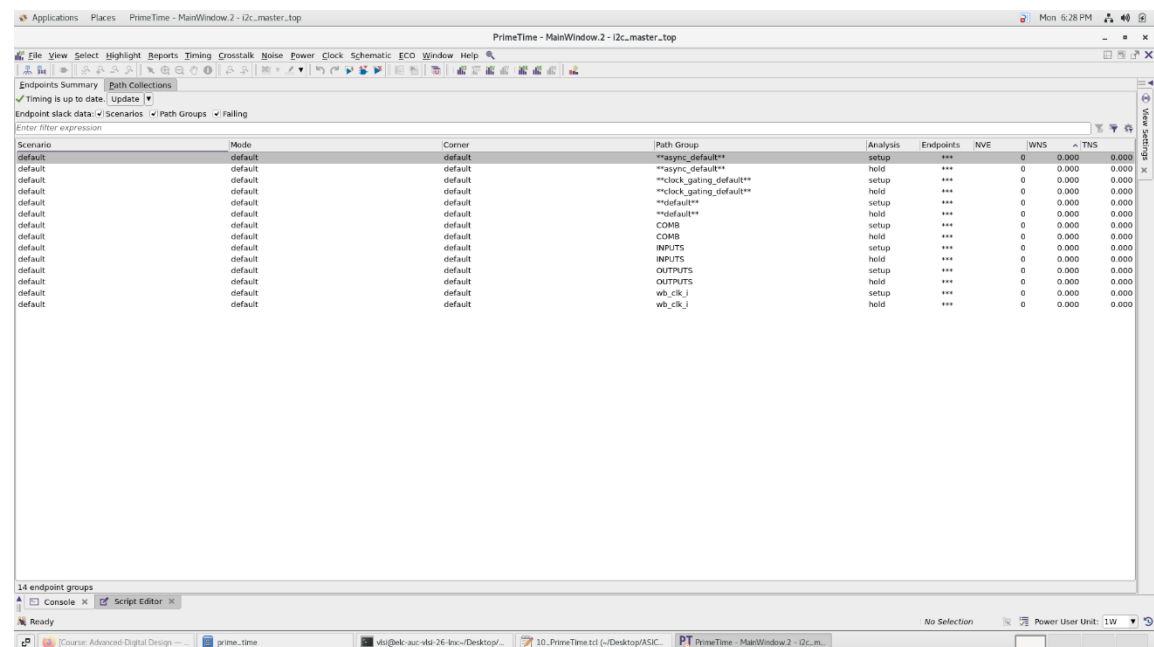 Applications Places PrimeTime - MainWindow.2 - i2c_master_top Mon 6:28 PM
PrimeTime - MainWindow.2 - i2c_master_top
File View Select Highlight Reports Timing Crosstalk Noise Power Clock Schematic ECO Window Help
Endpoints Summary Path Collections
Timing is up to date. Update
Endpoint slack data: Scenarios Path Groups Failing
Enter filter expression
View Settings
Scenario Mode Corner Path Group Analysis Endpoints NVE WNS TNS
default default default **async_default** setup *** 0 0.000 0.000
default default default **async_default** hold *** 0 0.000 0.000
default default default **clock_gating_default** setup *** 0 0.000 0.000
default default default **clock_gating_default** hold *** 0 0.000 0.000
default default default **default** setup *** 0 0.000 0.000
default default default **default** hold *** 0 0.000 0.000
default default default COMB setup *** 0 0.000 0.000
default default default COMB hold *** 0 0.000 0.000
default default default INPUTS setup *** 0 0.000 0.000
default default default INPUTS hold *** 0 0.000 0.000
default default default OUTPUTS setup *** 0 0.000 0.000
default default default OUTPUTS hold *** 0 0.000 0.000
default default default wb_clk_i setup *** 0 0.000 0.000
default default default wb_clk_i hold *** 0 0.000 0.000
14 endpoint groups
Console Script Editor
Ready No Selection Power User Unit: 1W
[Course: Advanced-Digital Design — ... prime_time vlsi@elc-auc-vlsi-26-lnc:~/Desktop/... 10_PrimeTime.tcl (~/Desktop/ASIC... PT PrimeTime - MainWindow.2 - i2c_m...